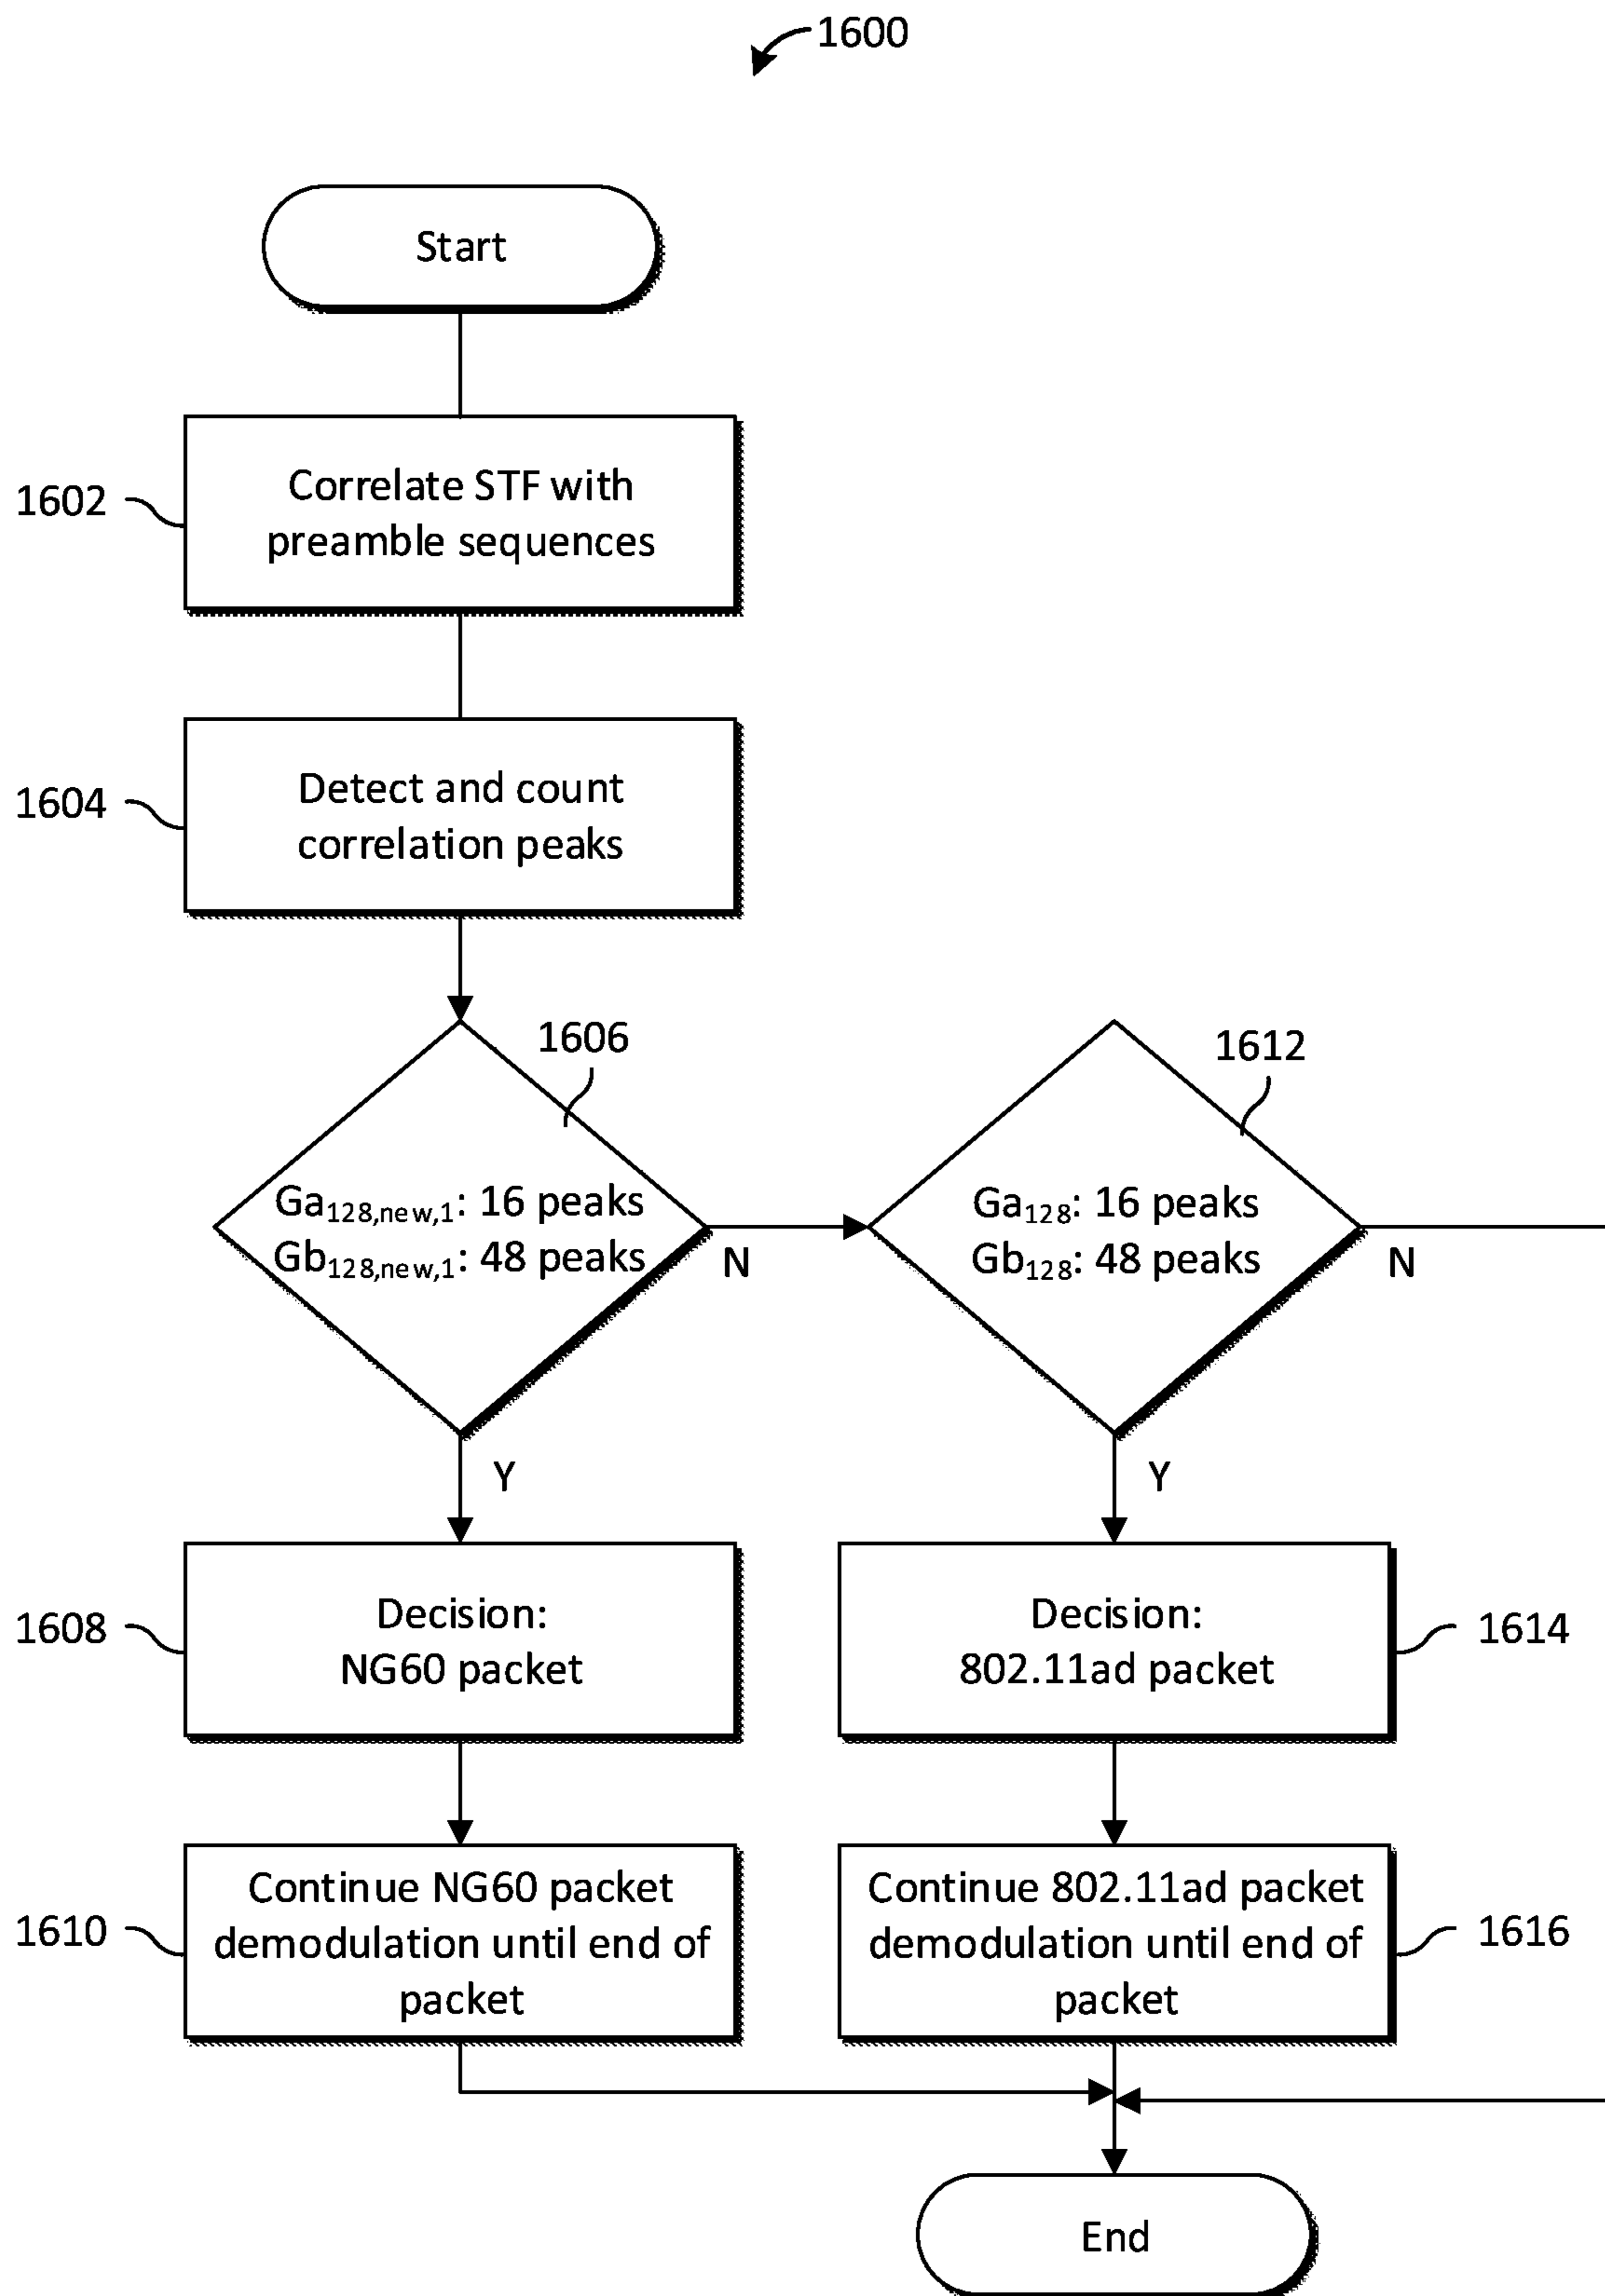 1600
Start
1602
Correlate STF with
preamble sequences
1604
Detect and count
correlation peaks
1606
Ga128,new,1: 16 peaks
Gb128,new,1: 48 peaks
N
Y
1612
Ga128: 16 peaks
Gb128: 48 peaks
N
Y
1608
Decision:
NG60 packet
Decision:
802.11ad packet
1614
1610
Continue NG60 packet
demodulation until end of
packet
Continue 802.11ad packet
demodulation until end of
packet
1616
End